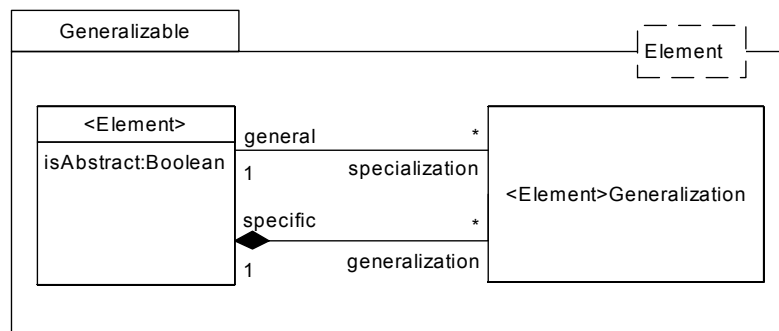 Generalizable
Element
<Element>
isAbstract:Boolean
general
*
1
specialization
specific
*
1
generalization
<Element>Generalization